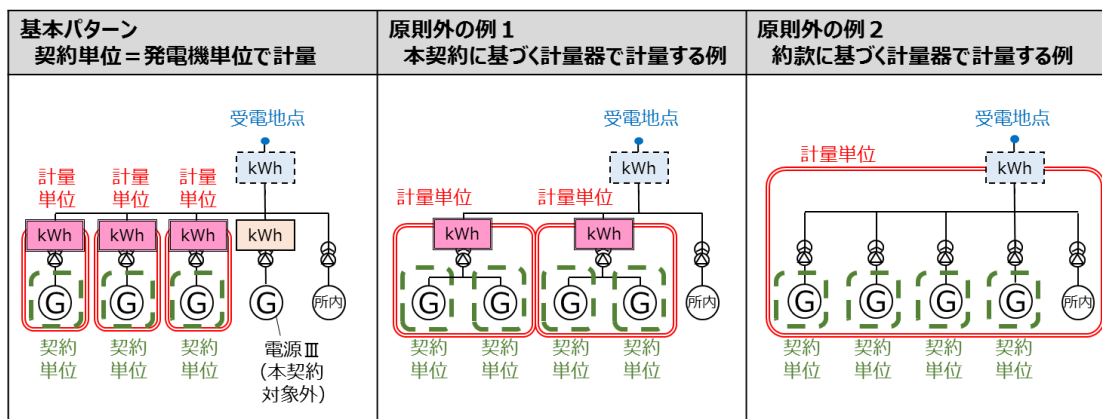 基本パターン
契約単位＝発電機単位で計量
受電地点
kWh
計量
単位
計量
単位
計量
単位
kWh
kWh
kWh
kWh
G
G
G
G
所内
契約
単位
契約
単位
契約
単位
電源Ⅲ
（本契約
対象外）
原則外の例１
本契約に基づく計量器で計量する例
受電地点
kWh
計量単位
計量単位
kWh
kWh
G
G
G
G
所内
契約
単位
契約
単位
契約
単位
契約
単位
原則外の例２
約款に基づく計量器で計量する例
受電地点
計量単位
kWh
G
G
G
G
所内
契約
単位
契約
単位
契約
単位
契約
単位